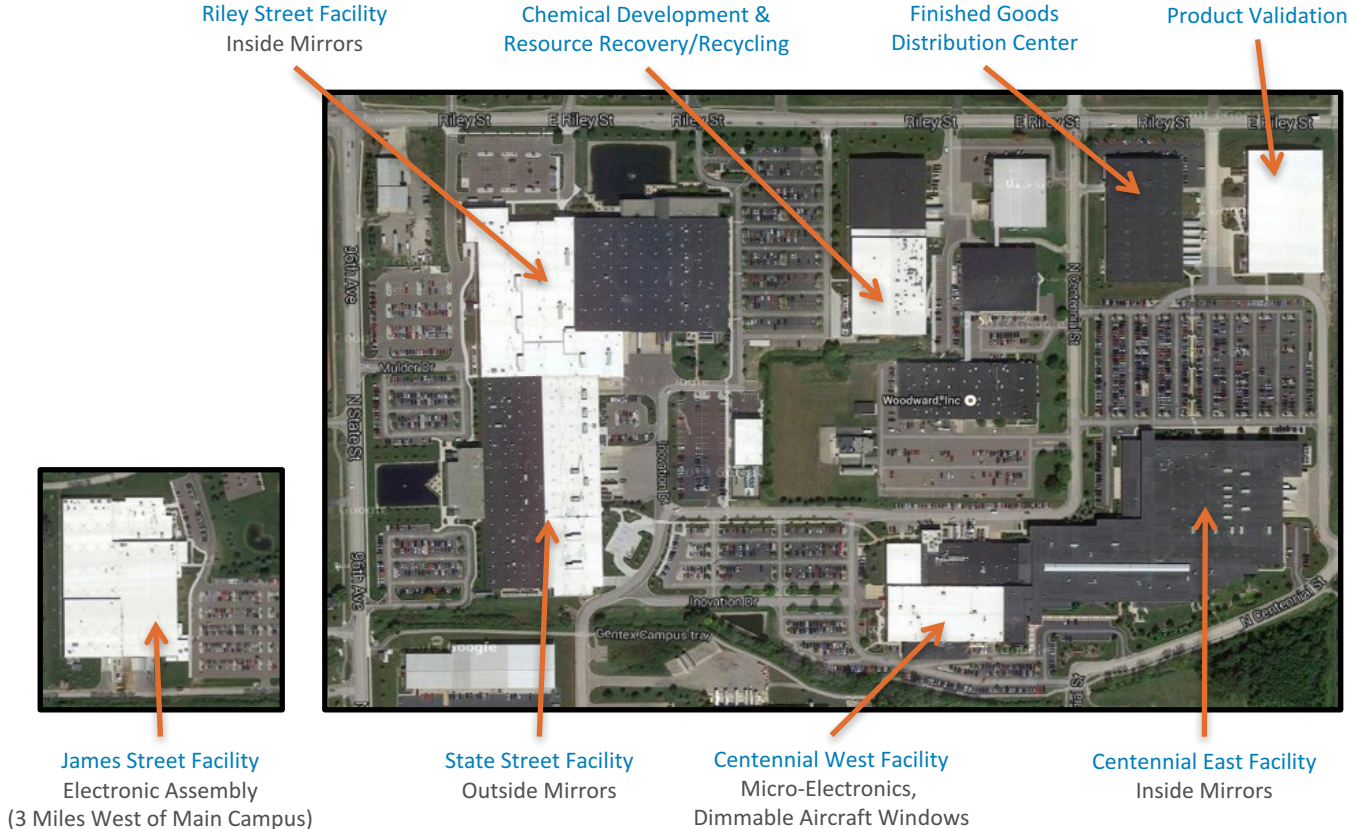 Riley Street Facility
Inside Mirrors
Chemical Development &
Resource Recovery/Recycling
Finished Goods
Distribution Center
Product Validation
Riley St
E Riley St
Riley St
Riley St
E Riley St
Riley St
E Riley St
96th Ave
N State St
96th Ave
Mulder Dr
N Centennial St
Woodward, Inc
Inovation Dr
Inovation Dr
Gentex Campus tray
N Centennial St
Google
Google
James Street Facility
Electronic Assembly
(3 Miles West of Main Campus)
State Street Facility
Outside Mirrors
Centennial West Facility
Micro-Electronics,
Dimmable Aircraft Windows
Centennial East Facility
Inside Mirrors